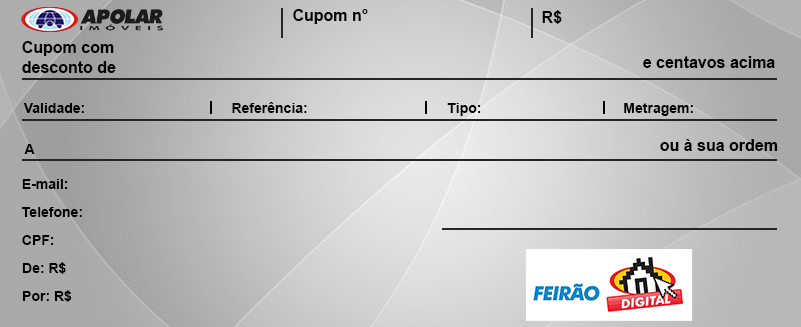 APOLAR
IMÓVEIS
Cupom n°
R$
Cupom com
desconto de
e centavos acima
Validade:
Referência:
Tipo:
Metragem:
A
ou à sua ordem
E-mail:
Telefone:
CPF:
De: R$
Por: R$
FEIRÃO
DIGITAL